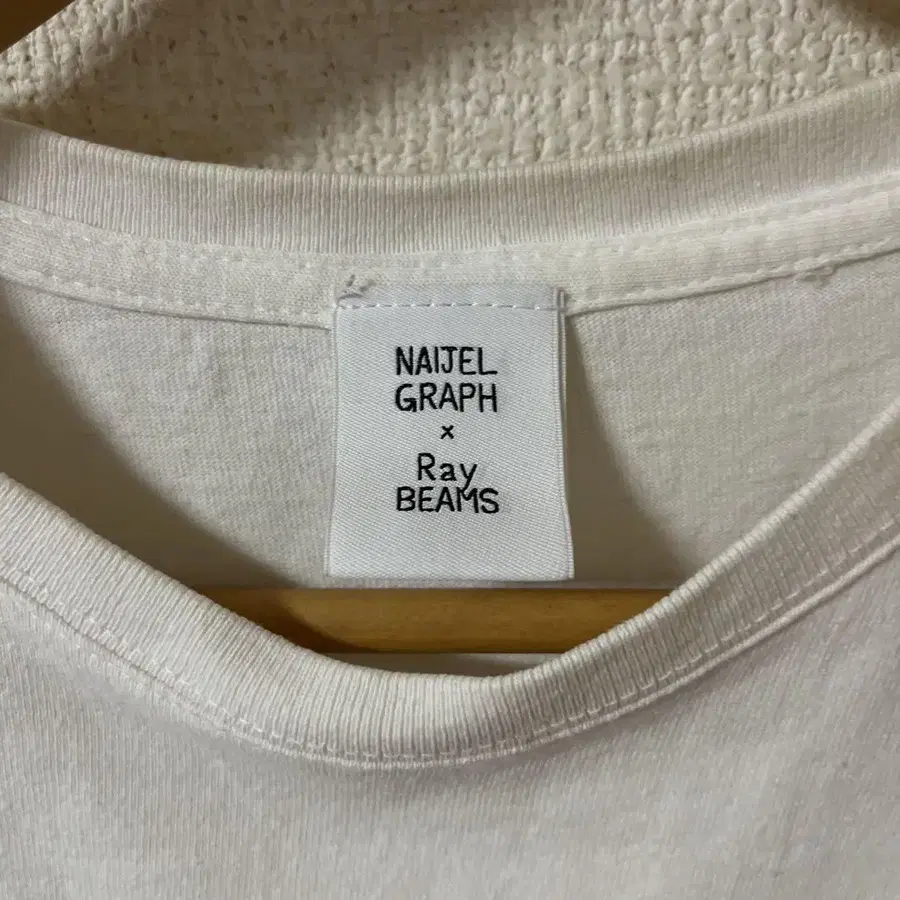 NAIJEL
GRAPH
x
Ray
BEAMS